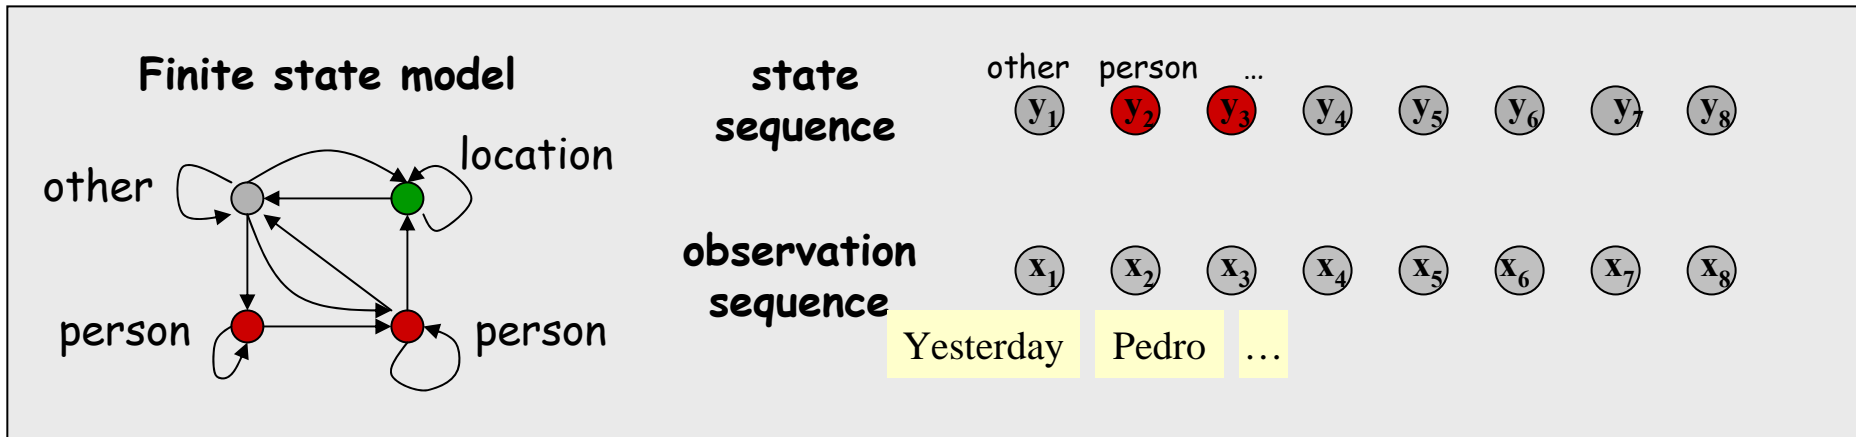 Finite state model
other
location
person
person
state
sequence
other person ...
y1 y2 y3 y4 y5 y6 y7 y8
observation
sequence
x1 x2 x3 x4 x5 x6 x7 x8
Yesterday Pedro …